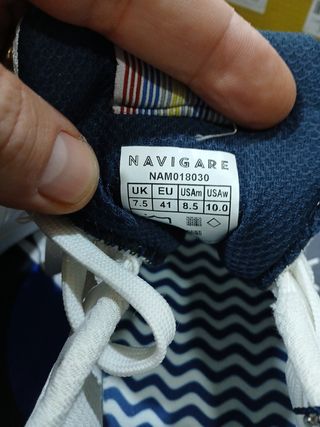 NAVIGARE
NAM018030
UK EU USAm USAw
7.5 41 8.5 10.0